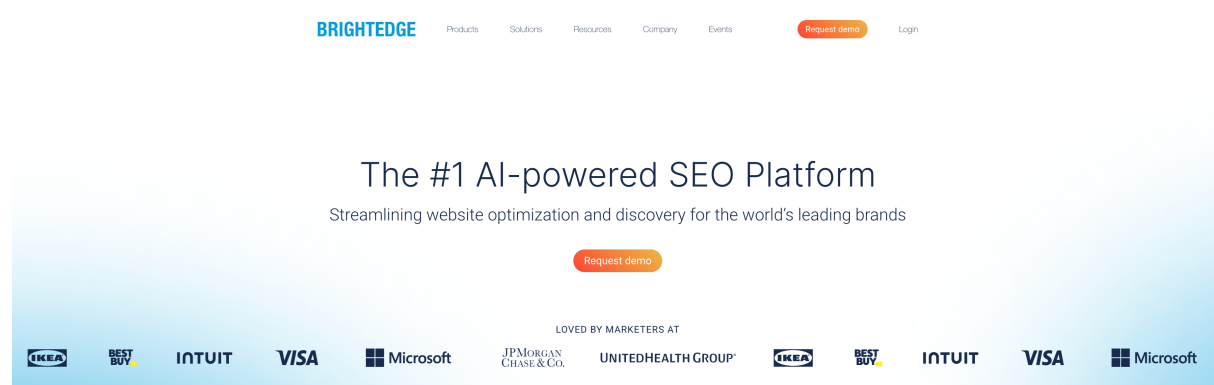 BRIGHTEDGE Products Solutions Resources Company Events Request demo Login
The #1 AI-powered SEO Platform
Streamlining website optimization and discovery for the world's leading brands
Request demo
LOVED BY MARKETERS AT
IKEA BEST BUY INTUIT VISA Microsoft JPMORGAN CHASE & CO. UNITEDHEALTH GROUP IKEA BEST BUY INTUIT VISA Microsoft